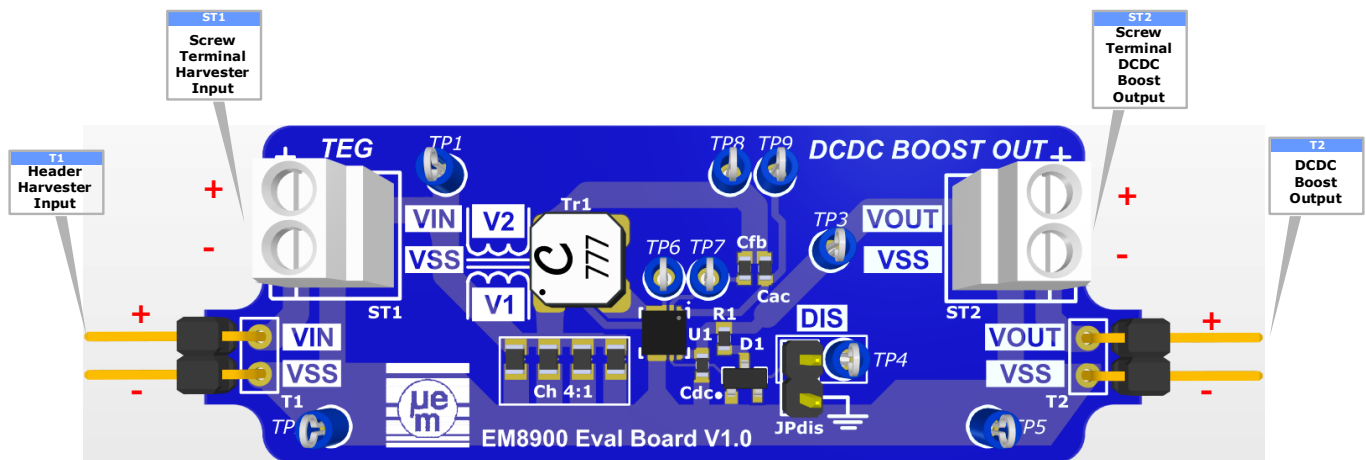 ST1
Screw
Terminal
Harvester
Input
ST2
Screw
Terminal
DCDC
Boost
Output
T1
Header
Harvester
Input
T2
DCDC
Boost
Output
+ TEG
TP1
TP8 TP9
DCDC BOOST OUT +
+
-
+
-
VIN
VSS
V2
V1
Tr1
C
777
TP6 TP7
Cfb
Cac
TP3
VOUT
VSS
ST1
ST2
+
-
VIN
VSS
T1
U1
R1
D1
DIS
TP4
VOUT
VSS
T2
+
-
Ch 4:1
Cdc
JPdis
TP
μem
EM8900 Eval Board V1.0
TP5